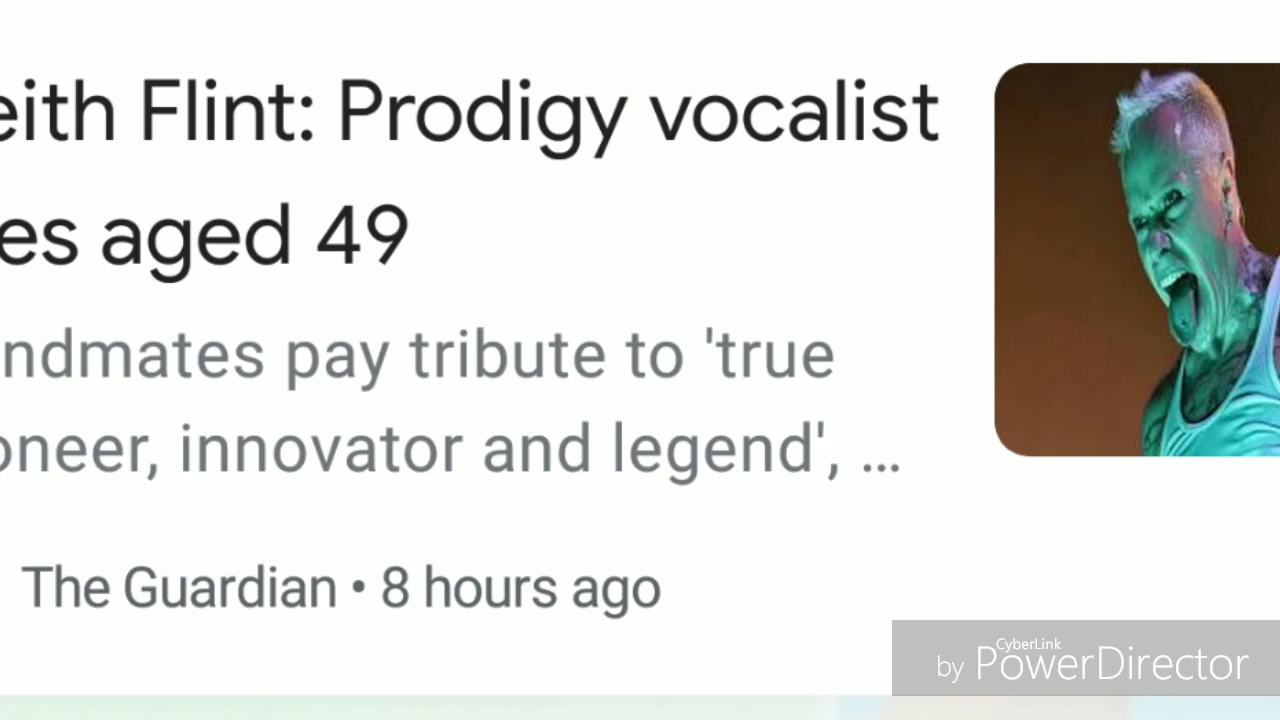 eith Flint: Prodigy vocalist
es aged 49
ndmates pay tribute to 'true
oneer, innovator and legend', ...
The Guardian • 8 hours ago
CyberLink
by PowerDirector